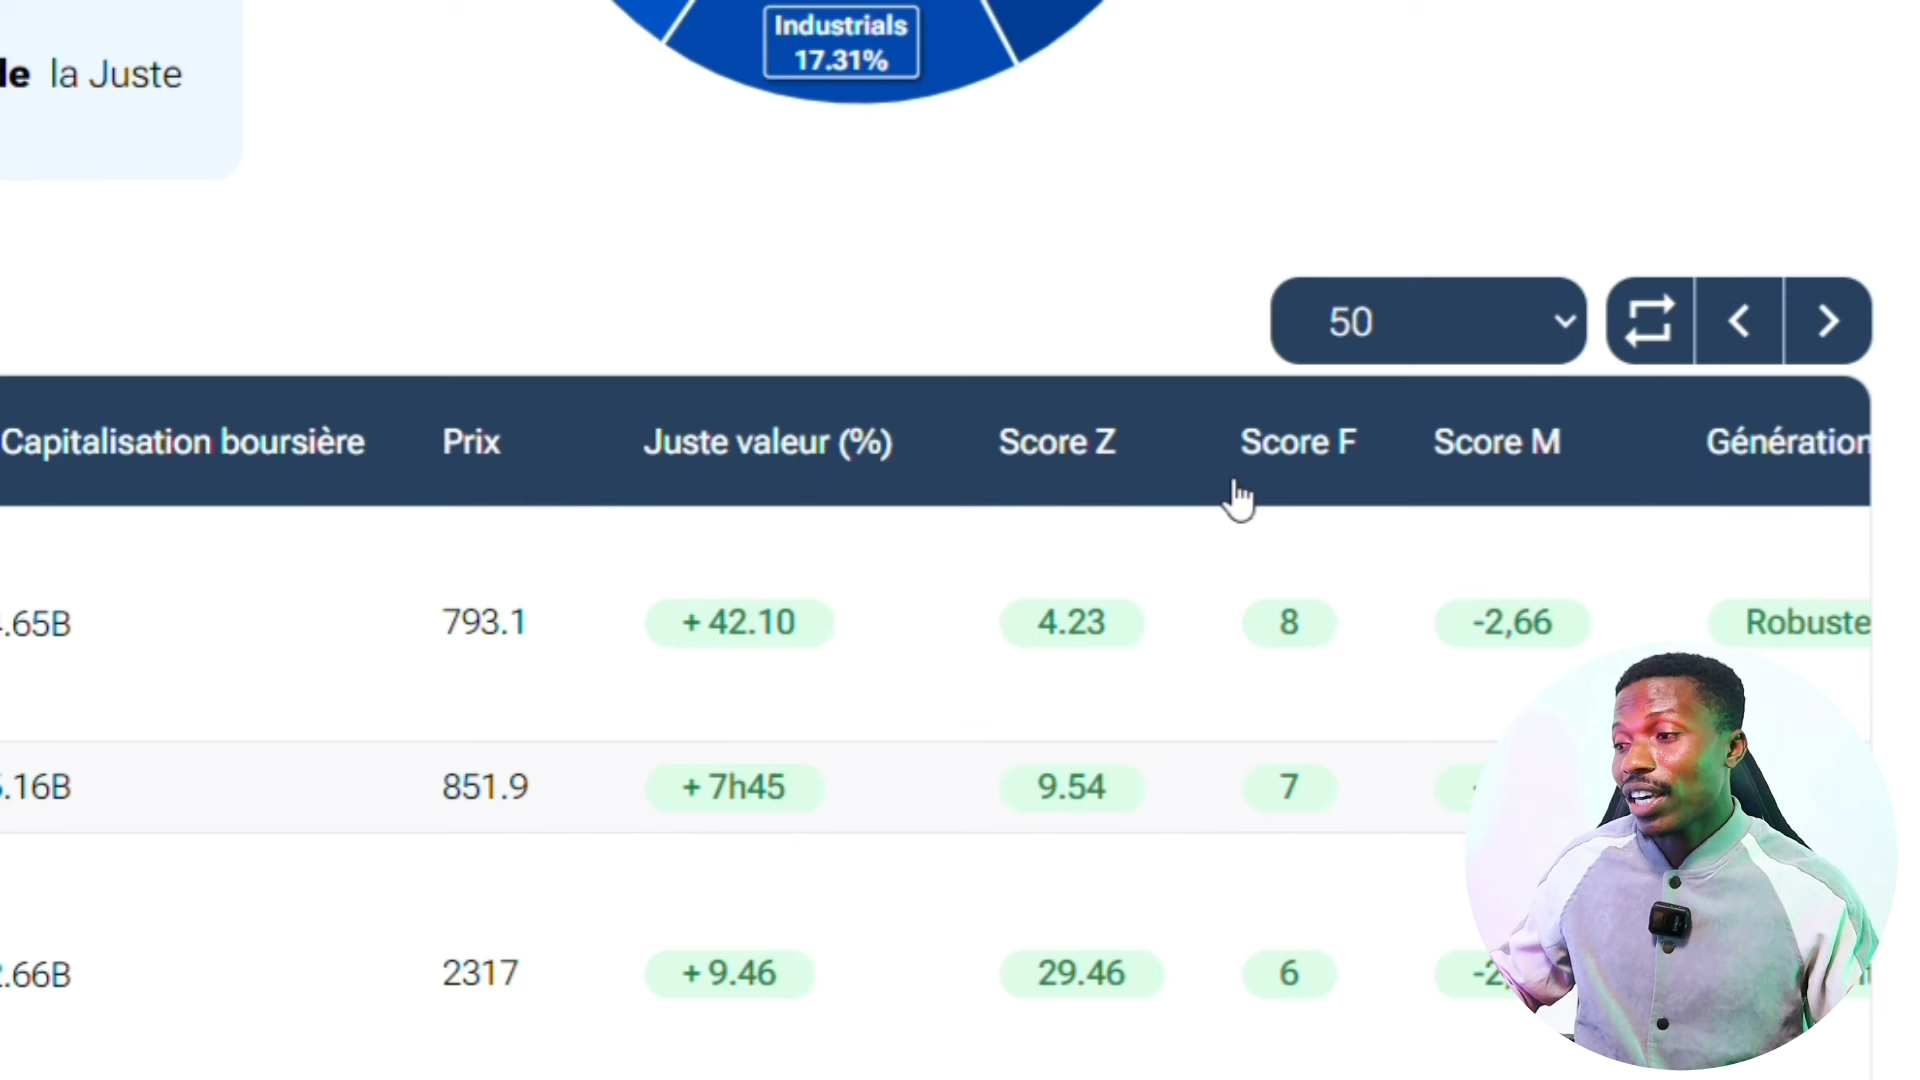 Industrials
17.31%
la Juste
50
Capitalisation boursière Prix Juste valeur (%) Score Z Score F Score M Génération
.65B 793.1 + 42.10 4.23 8 -2,66 Robuste
.16B 851.9 + 7h45 9.54 7
.66B 2317 + 9.46 29.46 6 -2,